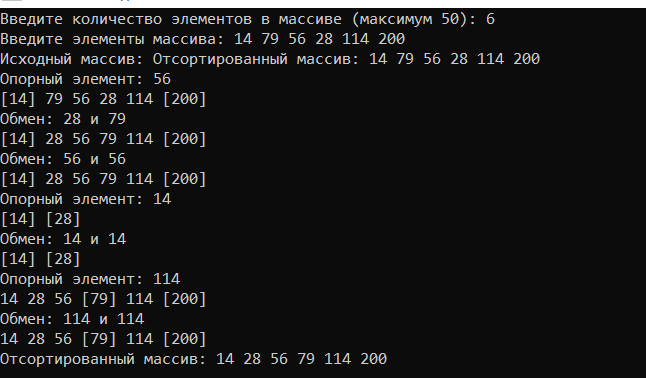 Введите количество элементов в массиве (максимум 50): 6
Введите элементы массива: 14 79 56 28 114 200
Исходный массив: Отсортированный массив: 14 79 56 28 114 200
Опорный элемент: 56
[14] 79 56 28 114 [200]
Обмен: 28 и 79
[14] 28 56 79 114 [200]
Обмен: 56 и 56
[14] 28 56 79 114 [200]
Опорный элемент: 14
[14] [28]
Обмен: 14 и 14
[14] [28]
Опорный элемент: 114
14 28 56 [79] 114 [200]
Обмен: 114 и 114
14 28 56 [79] 114 [200]
Отсортированный массив: 14 28 56 79 114 200